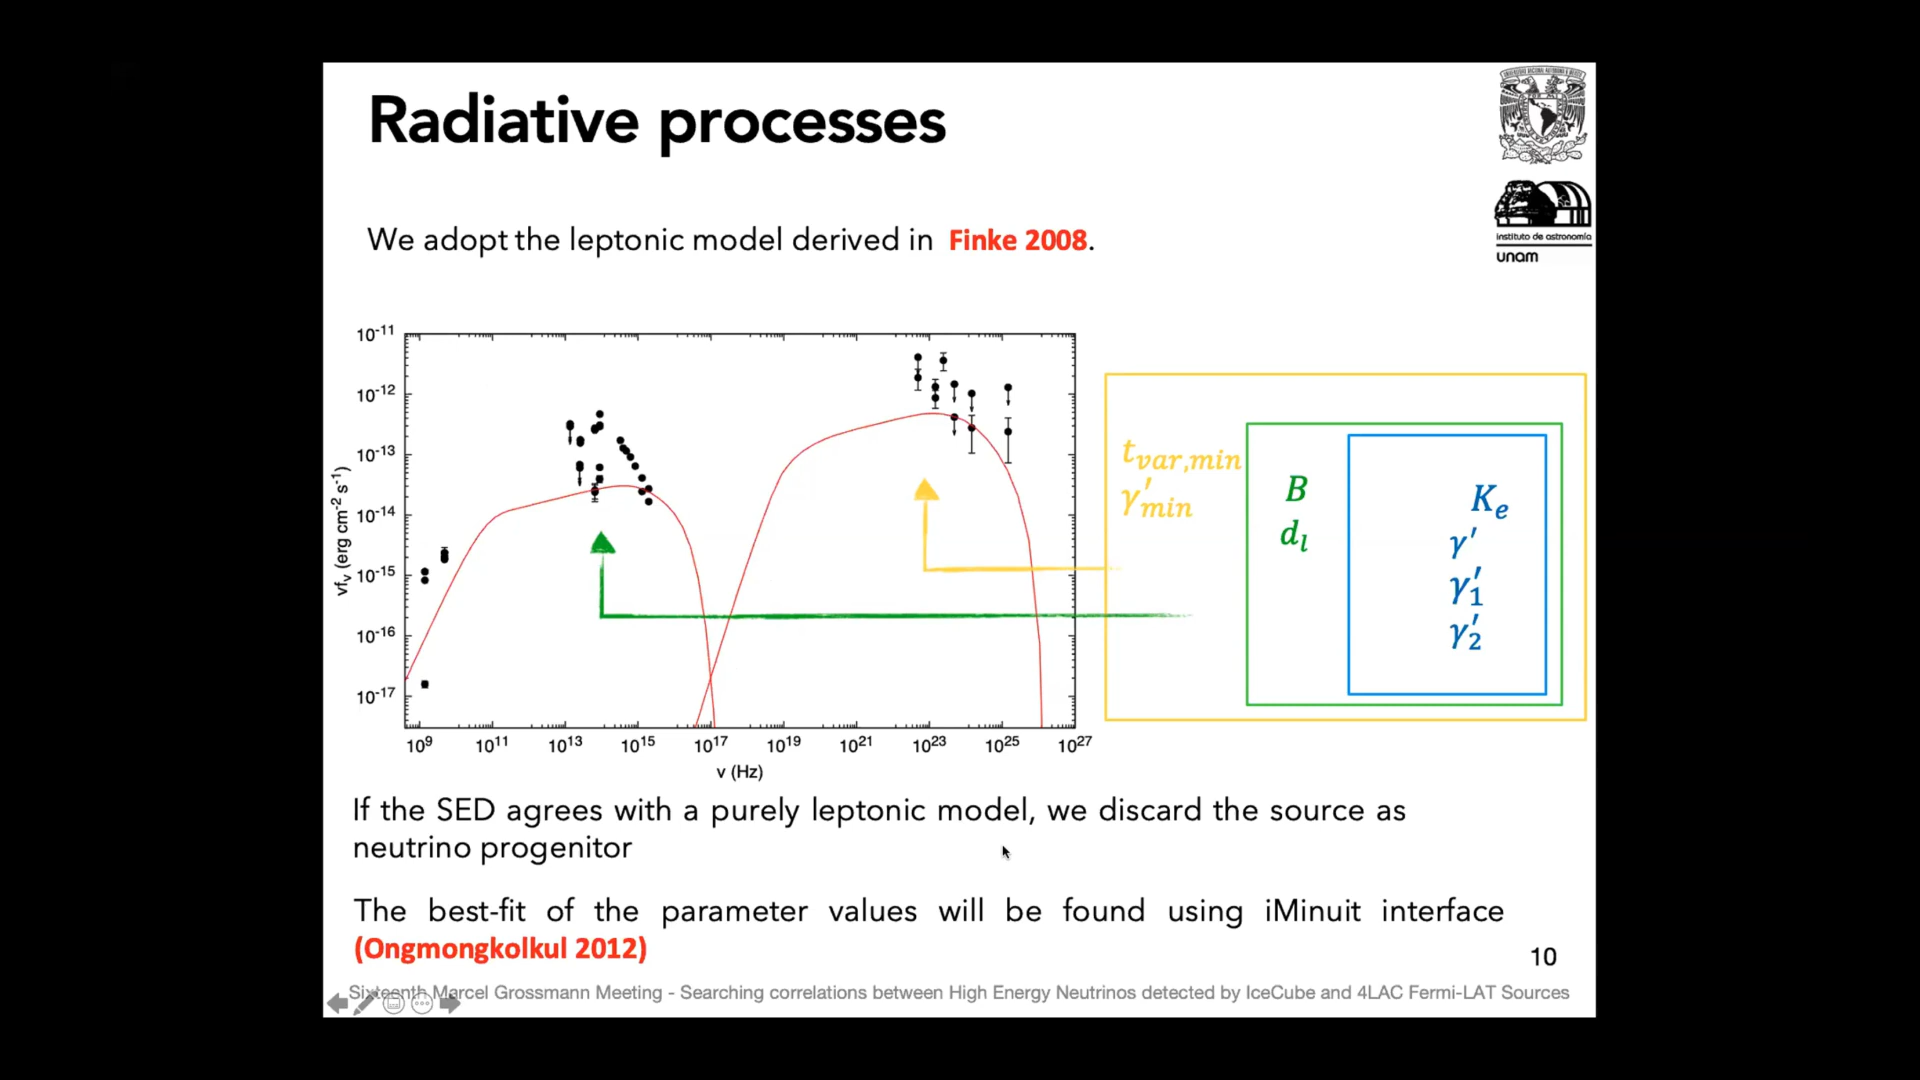 Radiative processes
We adopt the leptonic model derived in Finke 2008.
instituto de astronomía
unam
10⁻¹¹
10⁻¹²
10⁻¹³
10⁻¹⁴
10⁻¹⁵
10⁻¹⁶
10⁻¹⁷
νfᵥ (erg cm⁻² s⁻¹)
10⁹ 10¹¹ 10¹³ 10¹⁵ 10¹⁷ 10¹⁹ 10²¹ 10²³ 10²⁵ 10²⁷
ν (Hz)
t_var,min
γ'_min
B
d_l
K_e
γ'
γ'₁
γ'₂
If the SED agrees with a purely leptonic model, we discard the source as
neutrino progenitor
The best-fit of the parameter values will be found using iMinuit interface
(Ongmongkolkul 2012)
10
Sixteenth Marcel Grossmann Meeting - Searching correlations between High Energy Neutrinos detected by IceCube and 4LAC Fermi-LAT Sources